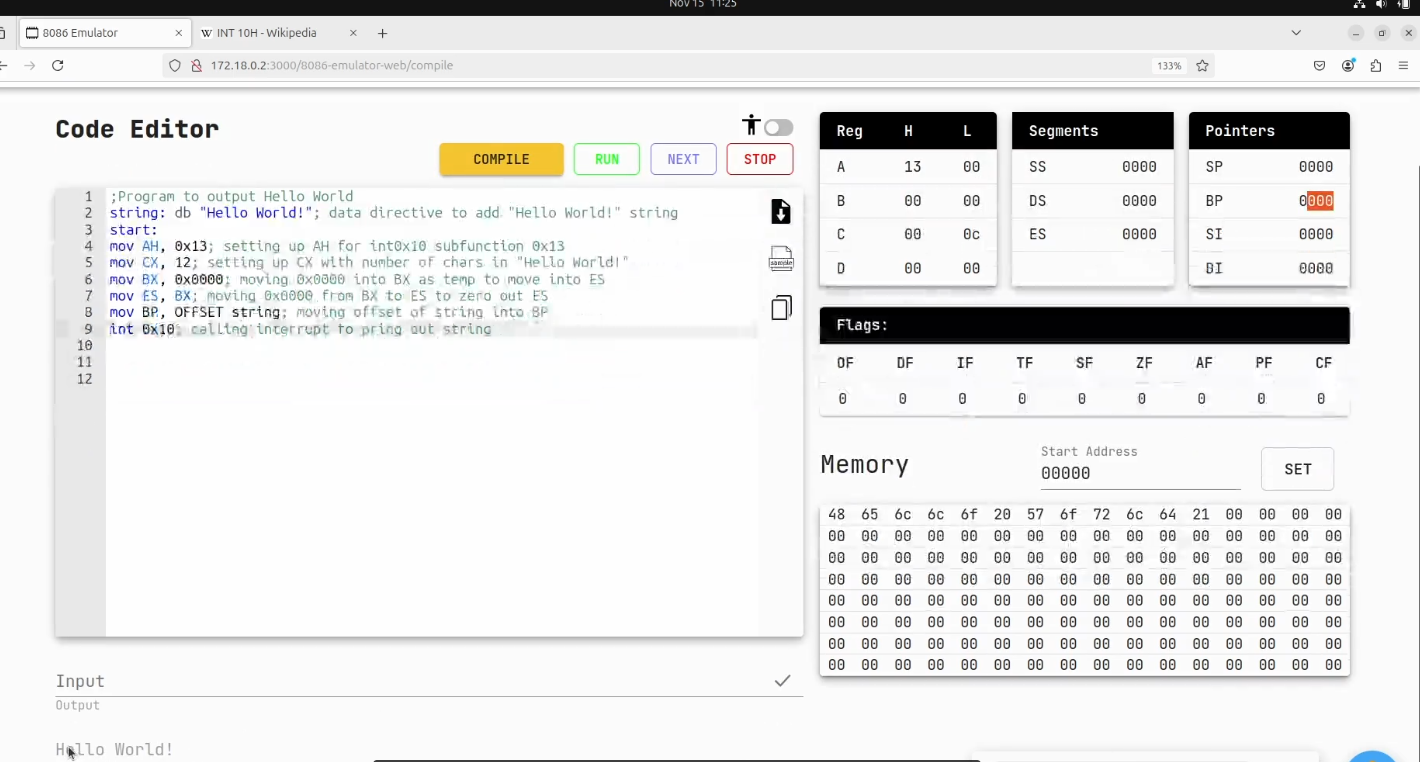 Nov 15 11:25
8086 Emulator
INT 10H - Wikipedia
172.18.0.2:3000/8086-emulator-web/compile
133%
Code Editor
COMPILE RUN NEXT STOP
1 ;Program to output Hello World
2 string: db "Hello World!"; data directive to add "Hello World!" string
3 start:
4 mov AH, 0x13; setting up AH for int0x10 subfunction 0x13
5 mov CX, 12; setting up CX with number of chars in "Hello World!"
6 mov BX, 0x0000; moving 0x0000 into BX as temp to move into ES
7 mov ES, BX; moving 0x0000 from BX to ES to zero out ES
8 mov BP, OFFSET string; moving offset of string into BP
9 int 0x10; calling interrupt to pring out string
10
11
12
sample
Input
Output
Hello World!
Reg H L
A 13 00
B 00 00
C 00 0c
D 00 00
Segments
SS 0000
DS 0000
ES 0000
Pointers
SP 0000
BP 0000
SI 0000
DI 0000
Flags:
OF DF IF TF SF ZF AF PF CF
0 0 0 0 0 0 0 0 0
Memory
Start Address
00000
SET
48 65 6c 6c 6f 20 57 6f 72 6c 64 21 00 00 00 00
00 00 00 00 00 00 00 00 00 00 00 00 00 00 00 00
00 00 00 00 00 00 00 00 00 00 00 00 00 00 00 00
00 00 00 00 00 00 00 00 00 00 00 00 00 00 00 00
00 00 00 00 00 00 00 00 00 00 00 00 00 00 00 00
00 00 00 00 00 00 00 00 00 00 00 00 00 00 00 00
00 00 00 00 00 00 00 00 00 00 00 00 00 00 00 00
00 00 00 00 00 00 00 00 00 00 00 00 00 00 00 00